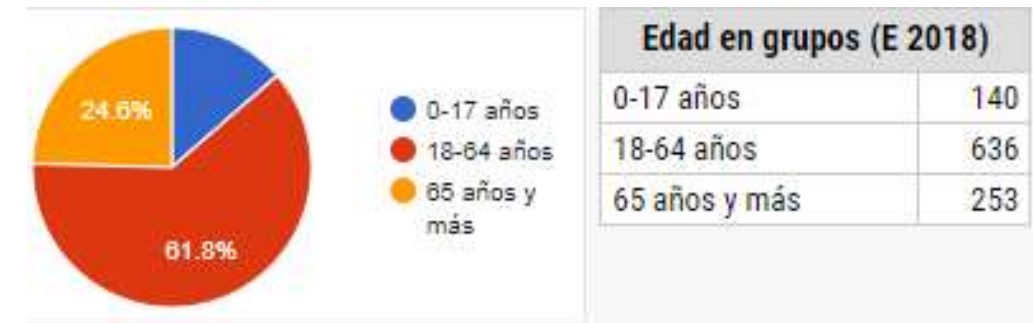 24.6%
61.8%
0-17 años
18-64 años
65 años y
más
Edad en grupos (E 2018)
0-17 años 140
18-64 años 636
65 años y más 253